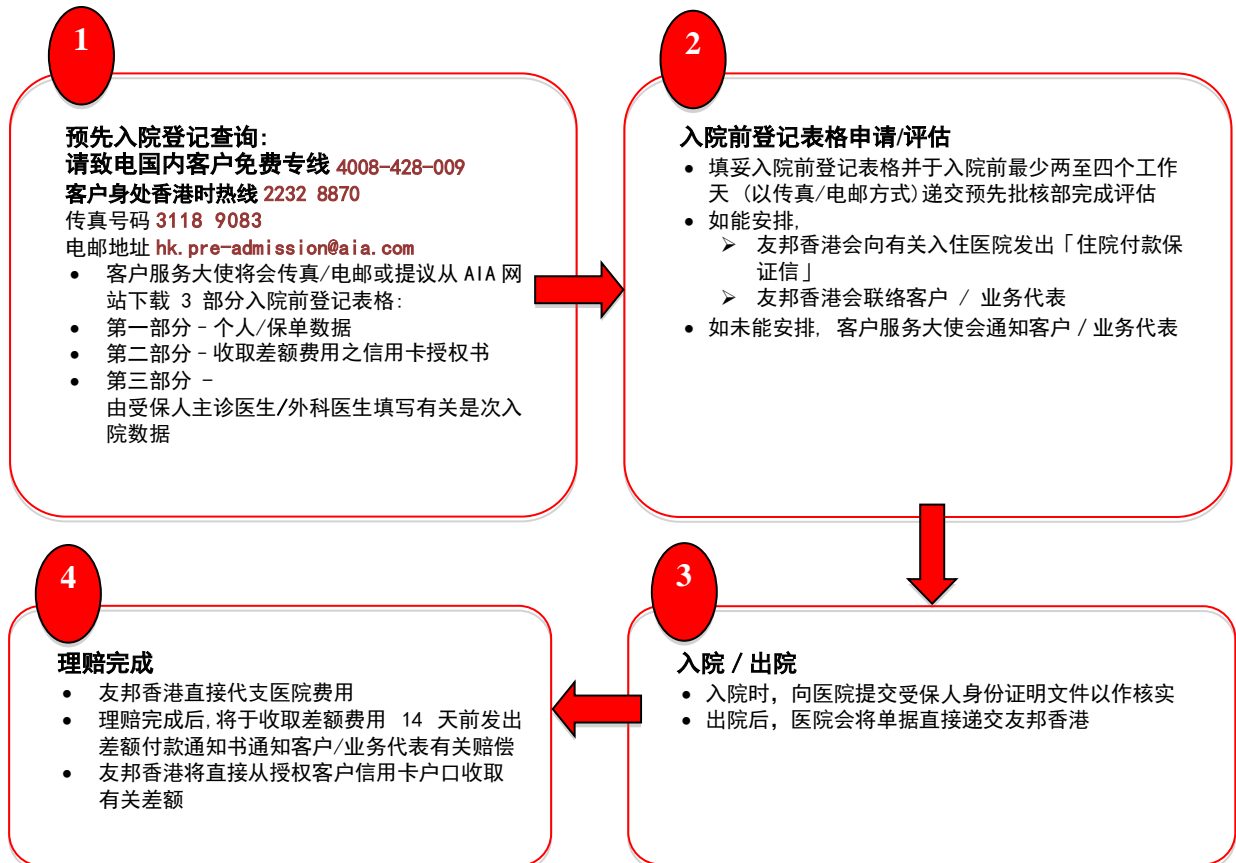 1
预先入院登记查询:
请致电国内客户免费专线 4008-428-009
客户身处香港时热线 2232 8870
传真号码 3118 9083
电邮地址 hk.pre-admission@aia.com
• 客户服务大使将会传真/电邮或提议从 AIA 网
站下载 3 部分入院前登记表格:
• 第一部分–个人/保单数据
• 第二部分–收取差额费用之信用卡授权书
• 第三部分 –
由受保人主诊医生/外科医生填写有关是次入
院数据
2
入院前登记表格申请/评估
• 填妥入院前登记表格并于入院前最少两至四个工作
天 (以传真/电邮方式)递交预先批核部完成评估
• 如能安排,
➢ 友邦香港会向有关入住医院发出「住院付款保
证信」
➢ 友邦香港会联络客户 / 业务代表
• 如未能安排, 客户服务大使会通知客户 / 业务代表
3
入院 / 出院
• 入院时，向医院提交受保人身份证明文件以作核实
• 出院后，医院会将单据直接递交友邦香港
4
理赔完成
• 友邦香港直接代支医院费用
• 理赔完成后,将于收取差额费用 14 天前发出
差额付款通知书通知客户/业务代表有关赔偿
• 友邦香港将直接从授权客户信用卡户口收取
有关差额